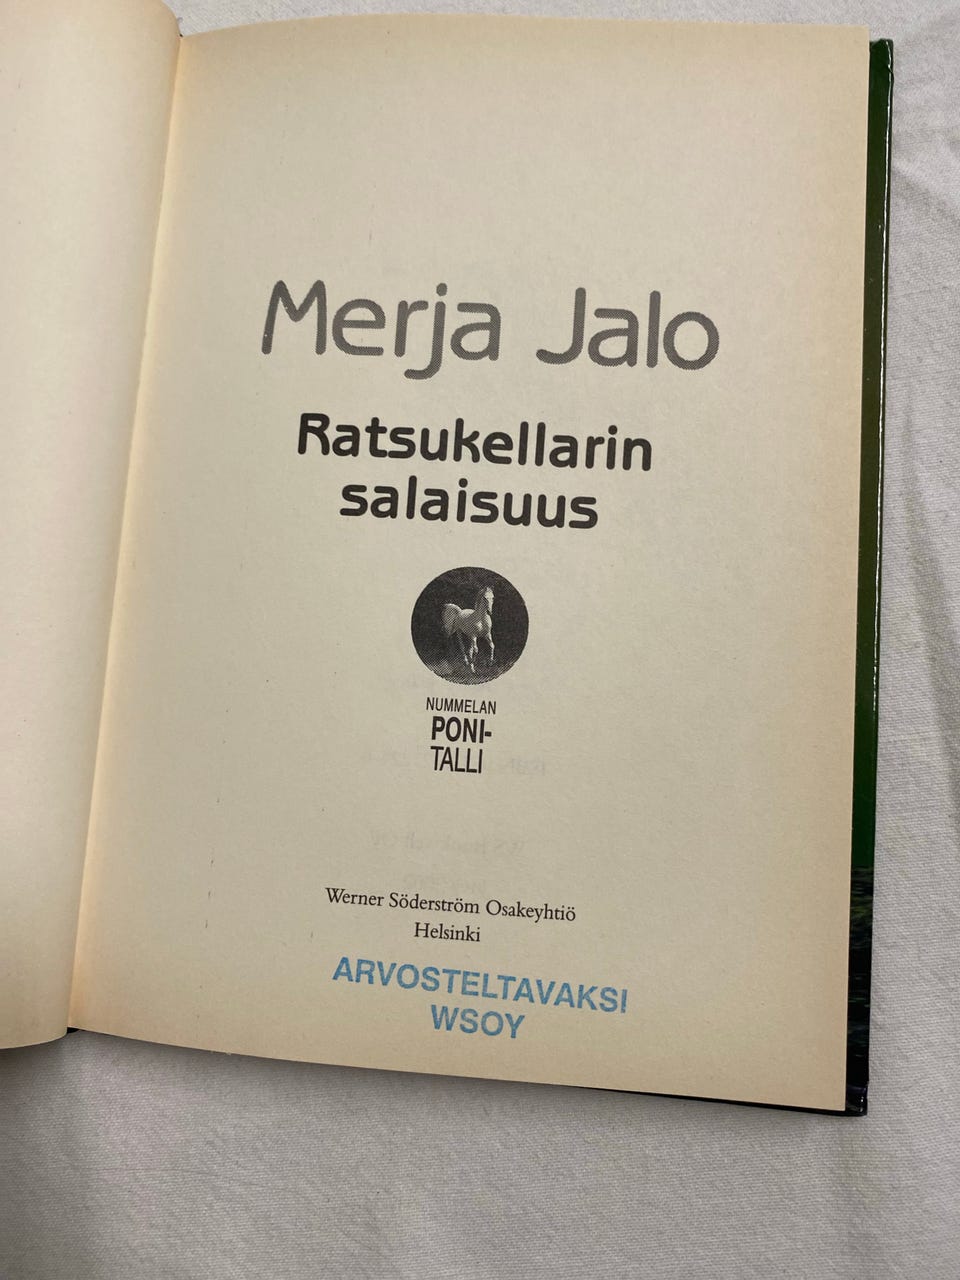 Merja Jalo
Ratsukellarin
salaisuus
NUMMELAN
PONI-
TALLI
Werner Söderström Osakeyhtiö
Helsinki
ARVOSTELTAVAKSI
WSOY